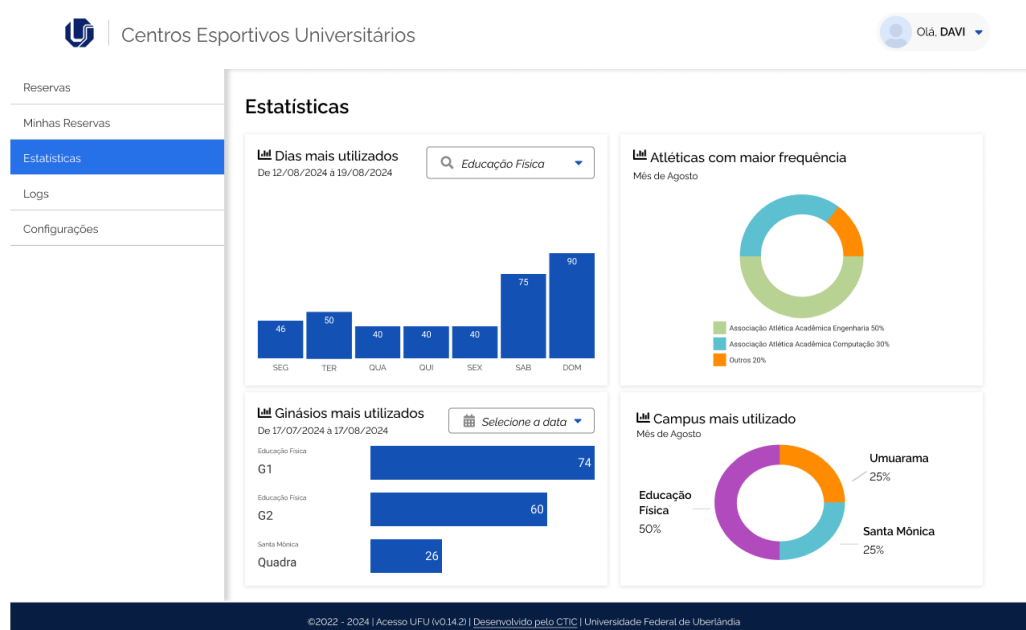 Centros Esportivos Universitários
Olá, DAVI
Reservas
Minhas Reservas
Estatísticas
Logs
Configurações
Estatísticas
Dias mais utilizados
De 12/08/2024 à 19/08/2024
Educação Física
46
50
40
40
40
75
90
SEG
TER
QUA
QUI
SEX
SAB
DOM
Atléticas com maior frequência
Mês de Agosto
Associação Atlética Acadêmica Engenharia 50%
Associação Atlética Acadêmica Computação 30%
Outros 20%
Ginásios mais utilizados
De 17/07/2024 à 17/08/2024
Selecione a data
Educação Física
G1
74
Educação Física
G2
60
Santa Mônica
Quadra
26
Campus mais utilizado
Mês de Agosto
Umuarama
25%
Educação
Física
50%
Santa Mônica
25%
©2022 - 2024 | Acesso UFU (v0.14.2) | Desenvolvido pelo CTIC | Universidade Federal de Uberlândia